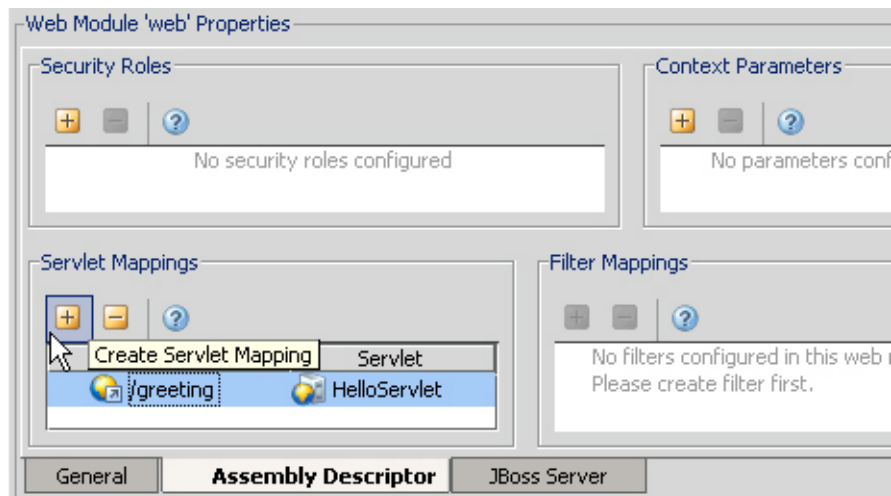 Web Module 'web' Properties
Security Roles
Context Parameters
No security roles configured
No parameters conf
Servlet Mappings
Filter Mappings
Create Servlet Mapping
Servlet
/greeting
HelloServlet
No filters configured in this web
Please create filter first.
General
Assembly Descriptor
JBoss Server